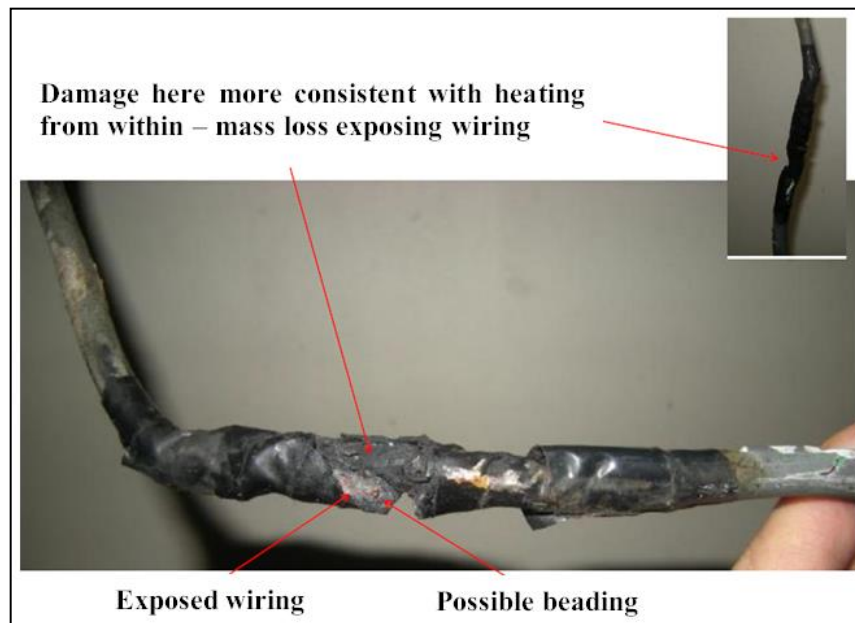 Damage here more consistent with heating
from within – mass loss exposing wiring
Exposed wiring
Possible beading